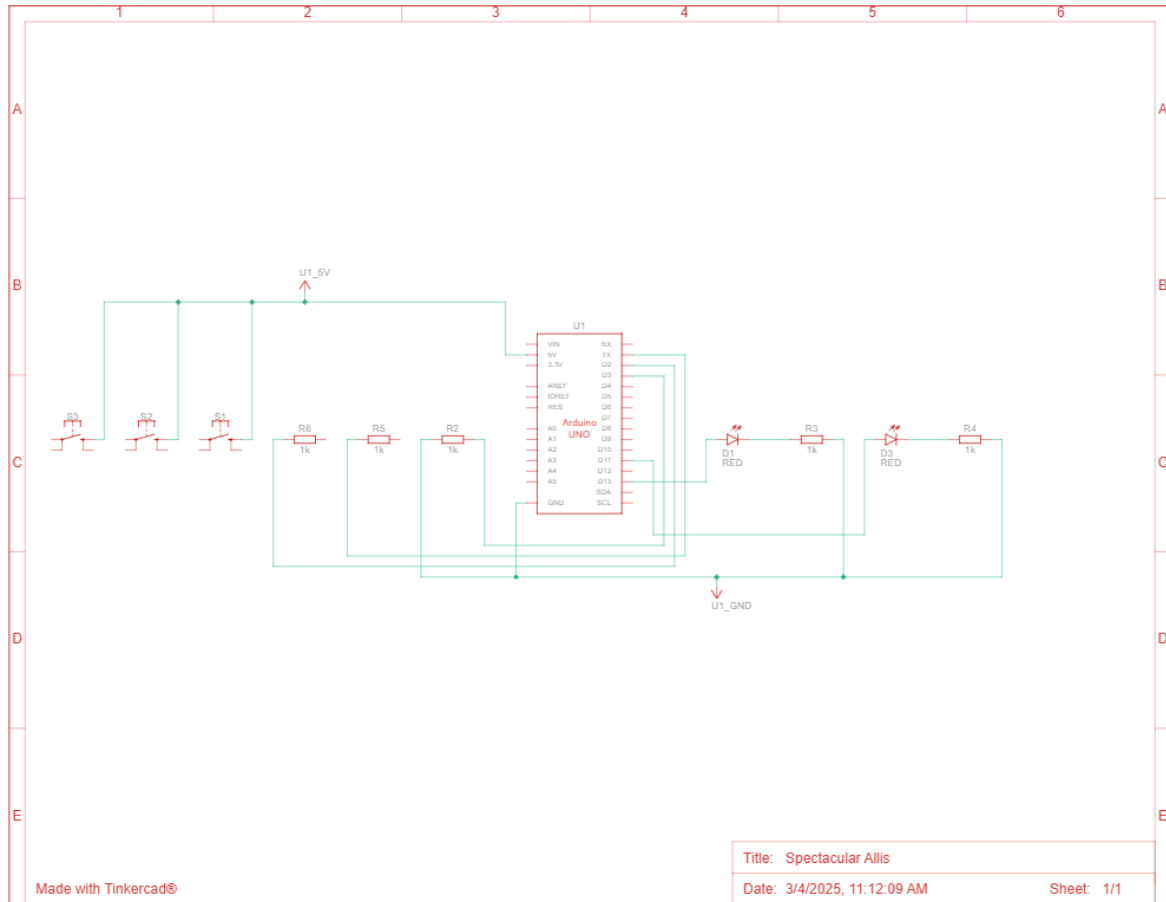 1 2 3 4 5 6
A A
B B
U1_5V
U1
VIN RX
5V TX
3.3V D2
D3
AREF D4
IOREF D5
RES D6
D7
A0 D8
A1 D9
A2 D10
A3 D11
A4 D12
A5 D13
SDA
GND SCL
Arduino
UNO
S3 S2 S1 R6 R5 R2
1k 1k 1k
D1 R3 D3 R4
RED 1k RED 1k
C C
U1_GND
D D
E E
Title: Spectacular Allis
Made with Tinkercad®
Date: 3/4/2025, 11:12:09 AM Sheet: 1/1